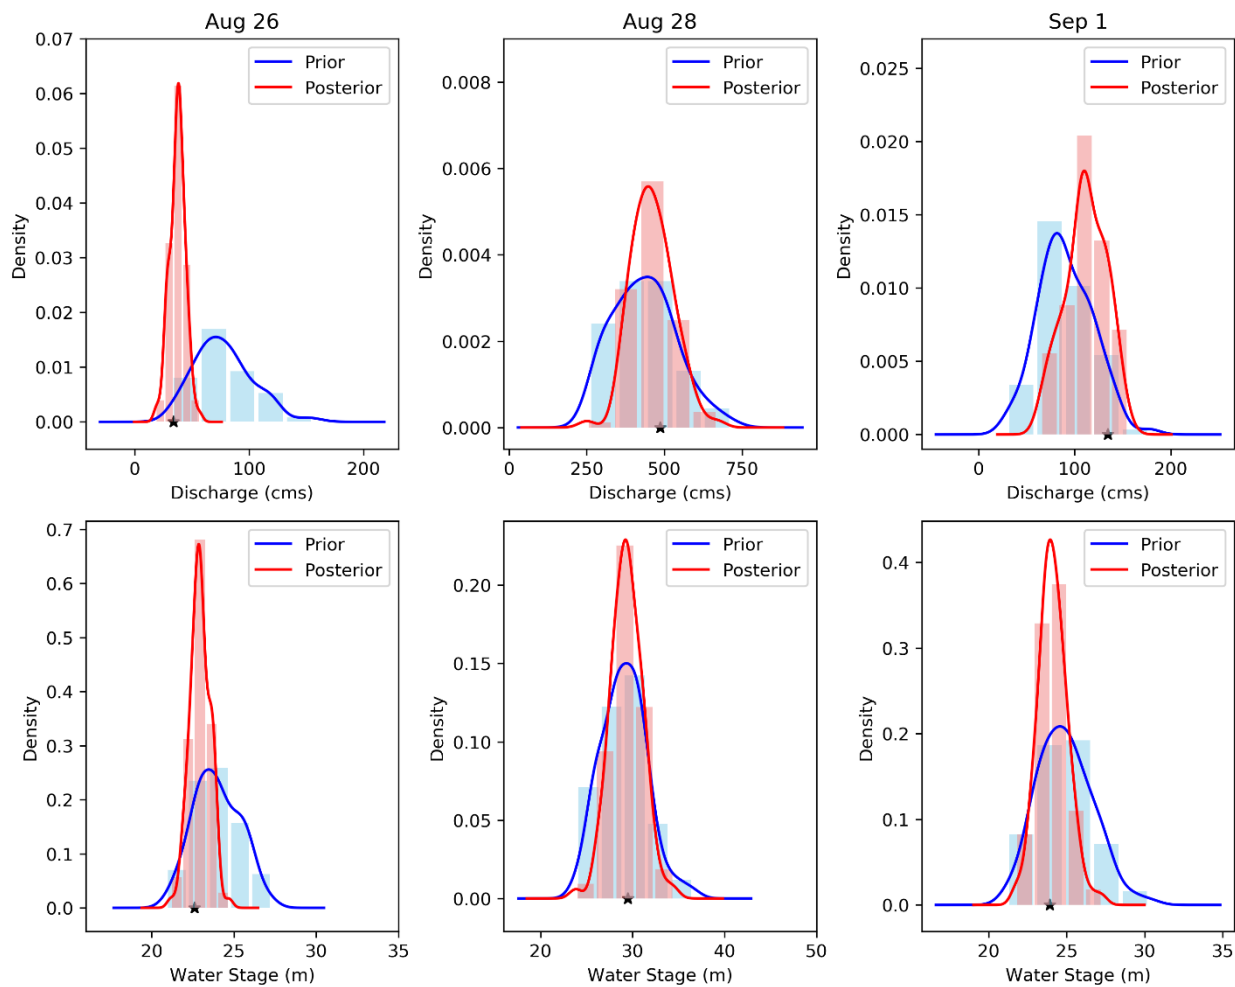 Aug 26
Aug 28
Sep 1
Prior
Posterior
0.07
0.06
0.05
0.04
0.03
0.02
0.01
0.00
Density
0
100
200
Discharge (cms)
Prior
Posterior
0.008
0.006
0.004
0.002
0.000
Density
0
250
500
750
Discharge (cms)
Prior
Posterior
0.025
0.020
0.015
0.010
0.005
0.000
Density
0
100
200
Discharge (cms)
Prior
Posterior
0.7
0.6
0.5
0.4
0.3
0.2
0.1
0.0
Density
20
25
30
35
Water Stage (m)
Prior
Posterior
0.20
0.15
0.10
0.05
0.00
Density
20
30
40
50
Water Stage (m)
Prior
Posterior
0.4
0.3
0.2
0.1
0.0
Density
20
25
30
35
Water Stage (m)